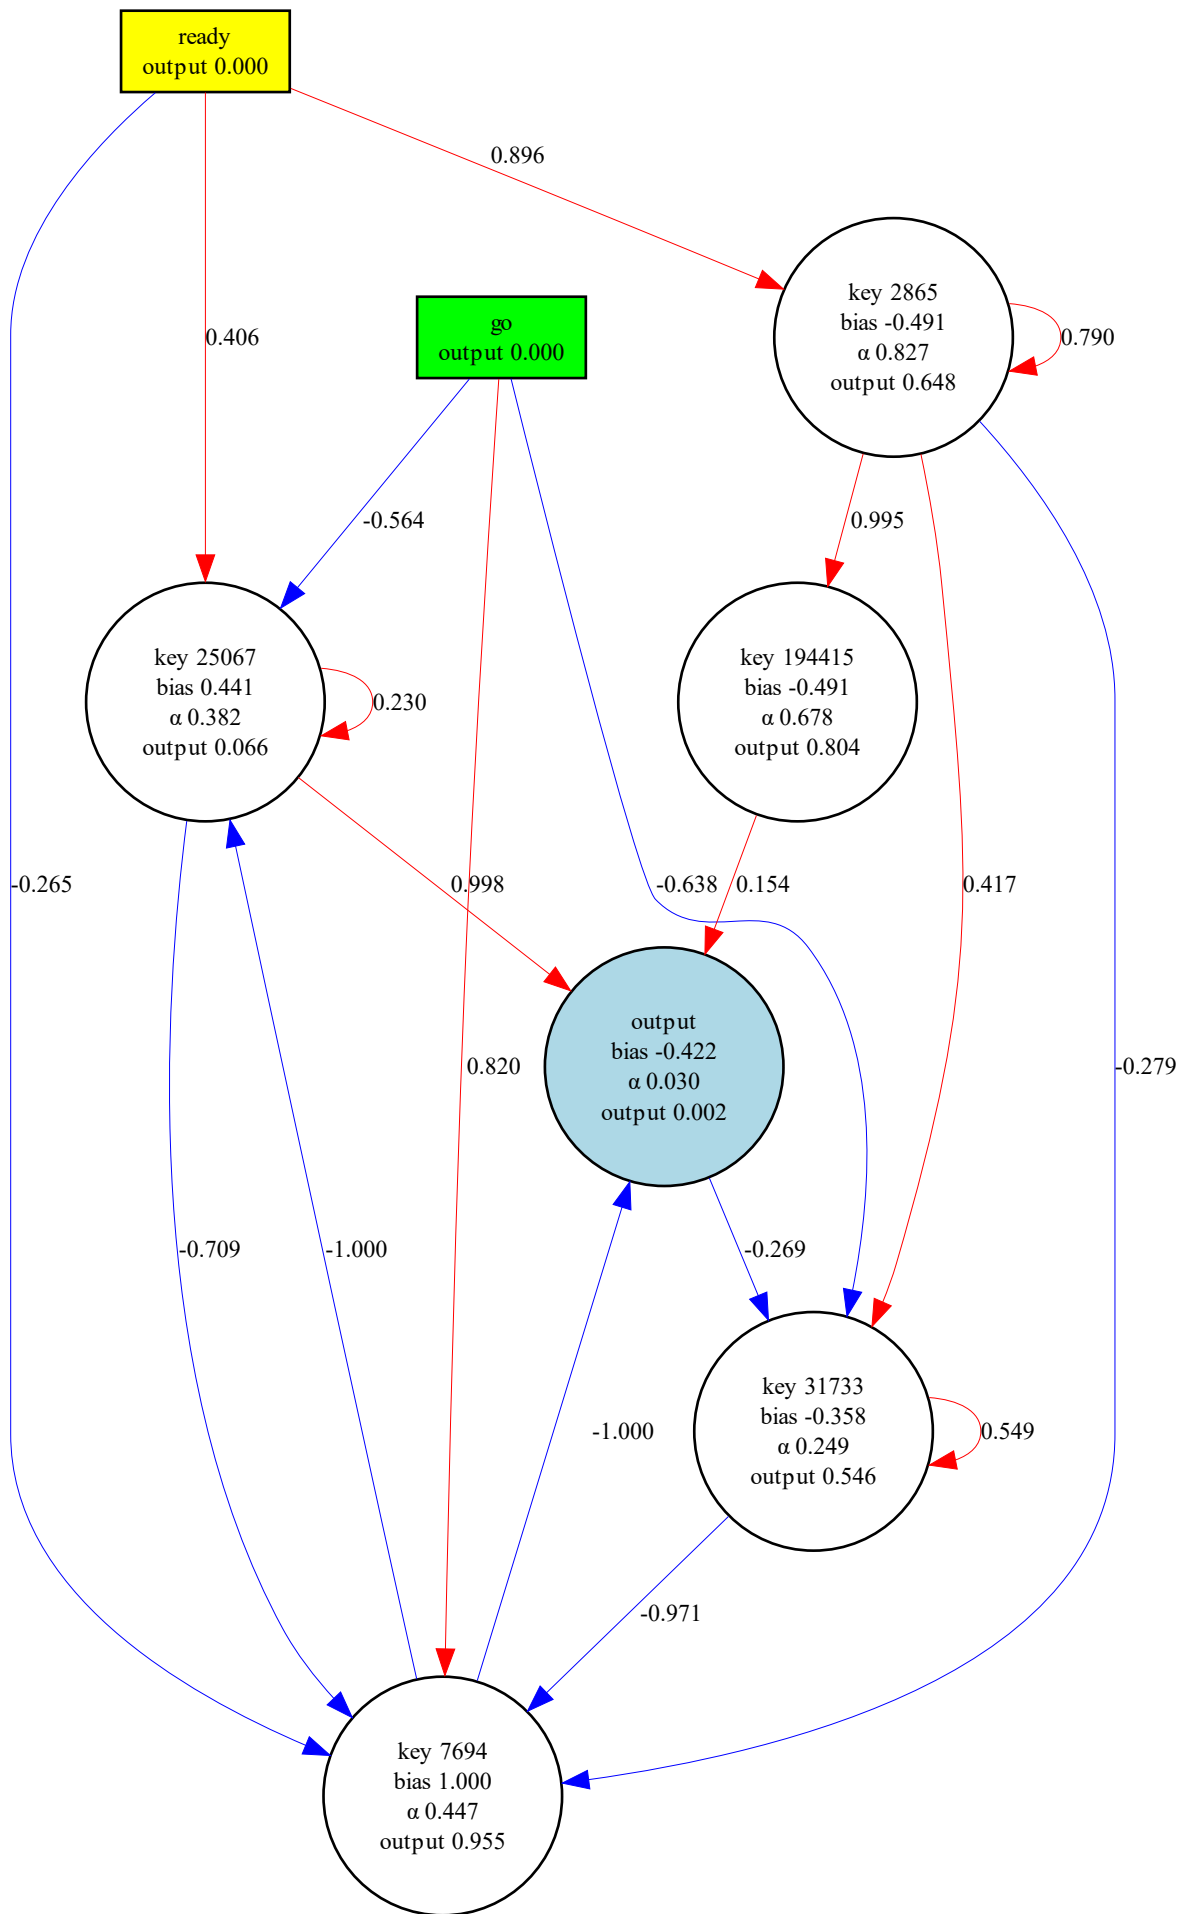 ready
output 0.000
0.896
key 2865
bias -0.491
α 0.827
output 0.648
0.790
go
output 0.000
0.406
-0.564
0.995
key 25067
bias 0.441
α 0.382
output 0.066
0.230
key 194415
bias -0.491
α 0.678
output 0.804
-0.265
0.998
-0.638
0.154
0.417
output
bias -0.422
α 0.030
output 0.002
0.820
-0.279
-0.709
-1.000
-0.269
key 31733
bias -0.358
α 0.249
output 0.546
-1.000
0.549
-0.971
key 7694
bias 1.000
α 0.447
output 0.955